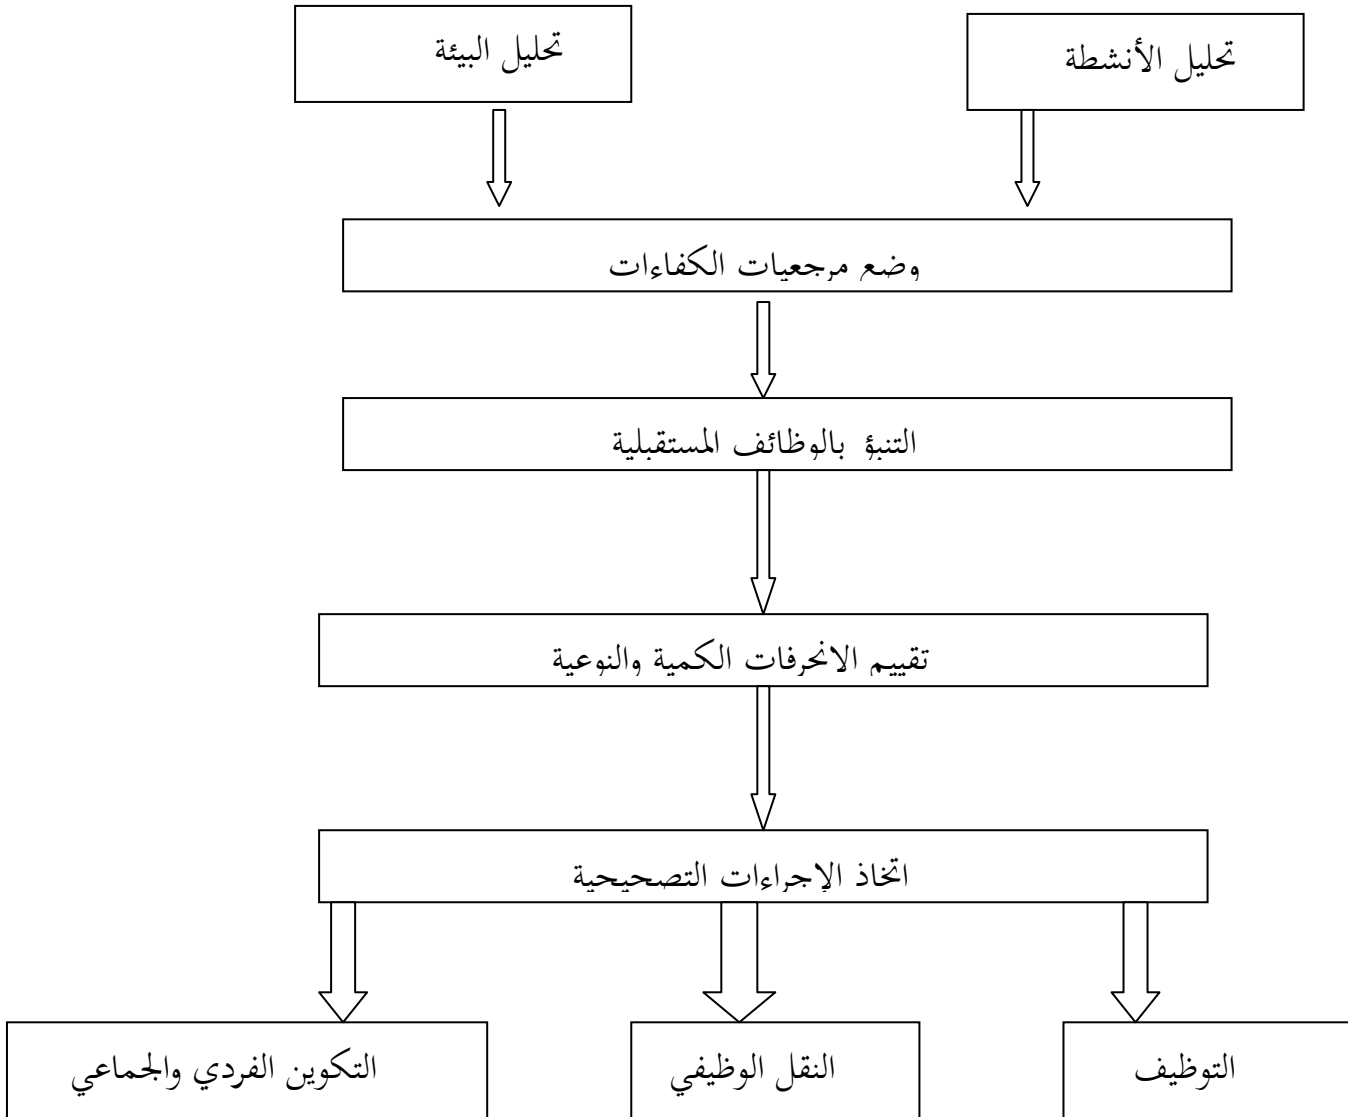 تحليل الأنشطة
تحليل البيئة
وضع مرجعيات الكفاءات
التنبؤ بالوظائف المستقبلية
تقييم الانحرفات الكمية والنوعية
اتخاذ الإجراءات التصحيحية
التوظيف
النقل الوظيفي
التكوين الفردي والجماعي